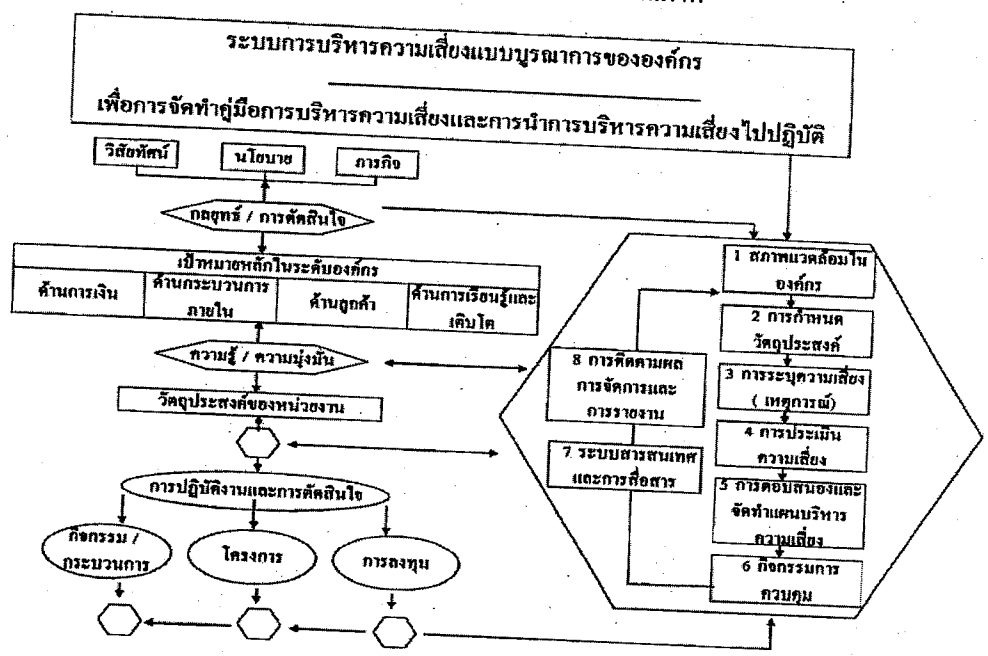 ระบบการบริหารความเสี่ยงแบบบูรณาการขององค์กร
เพื่อการจัดทำคู่มือการบริหารความเสี่ยงและการนำการบริหารความเสี่ยงไปปฏิบัติ
วิสัยทัศน์
นโยบาย
ภารกิจ
กลยุทธ์ / การตัดสินใจ
เป้าหมายหลักในระดับองค์กร
ด้านการเงิน
ด้านกระบวนการ
ภายใน
ด้านลูกค้า
ด้านการเรียนรู้และ
เติบโต
ความรู้ / ความมุ่งมั่น
วัตถุประสงค์ของหน่วยงาน
การปฏิบัติงานและการตัดสินใจ
กิจกรรม /
กระบวนการ
โครงการ
การลงทุน
1 สภาพแวดล้อมใน
องค์กร
2 การกำหนด
วัตถุประสงค์
3 การระบุความเสี่ยง
( เหตุการณ์)
4 การประเมิน
ความเสี่ยง
5 การตอบสนองและ
จัดทำแผนบริหาร
ความเสี่ยง
6 กิจกรรมการ
ควบคุม
7 ระบบสารสนเทศ
และการสื่อสาร
8 การติดตามผล
การจัดการและ
การรายงาน